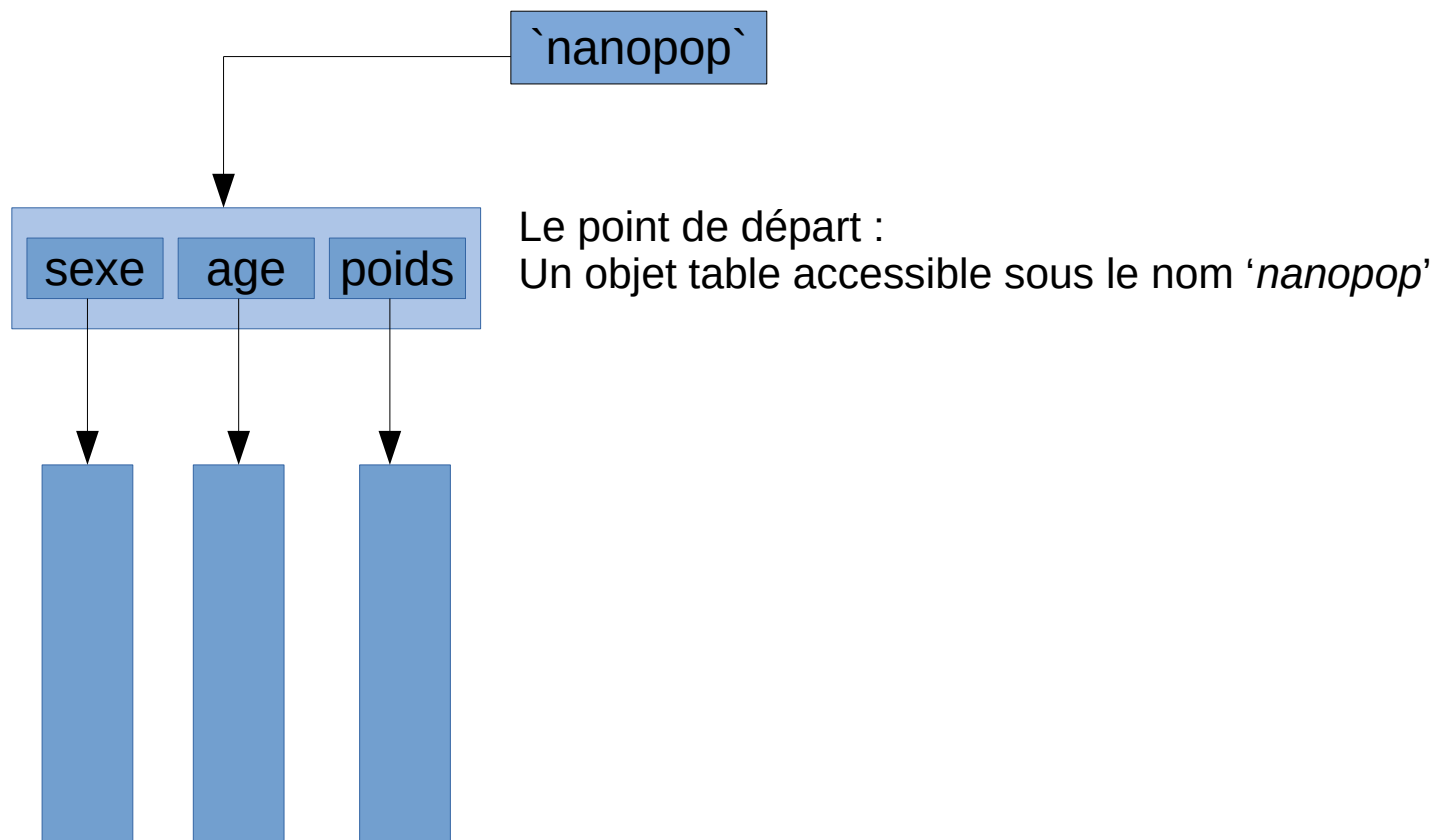 `nanopop`
sexe age poids
Le point de départ :
Un objet table accessible sous le nom ‘nanopop’